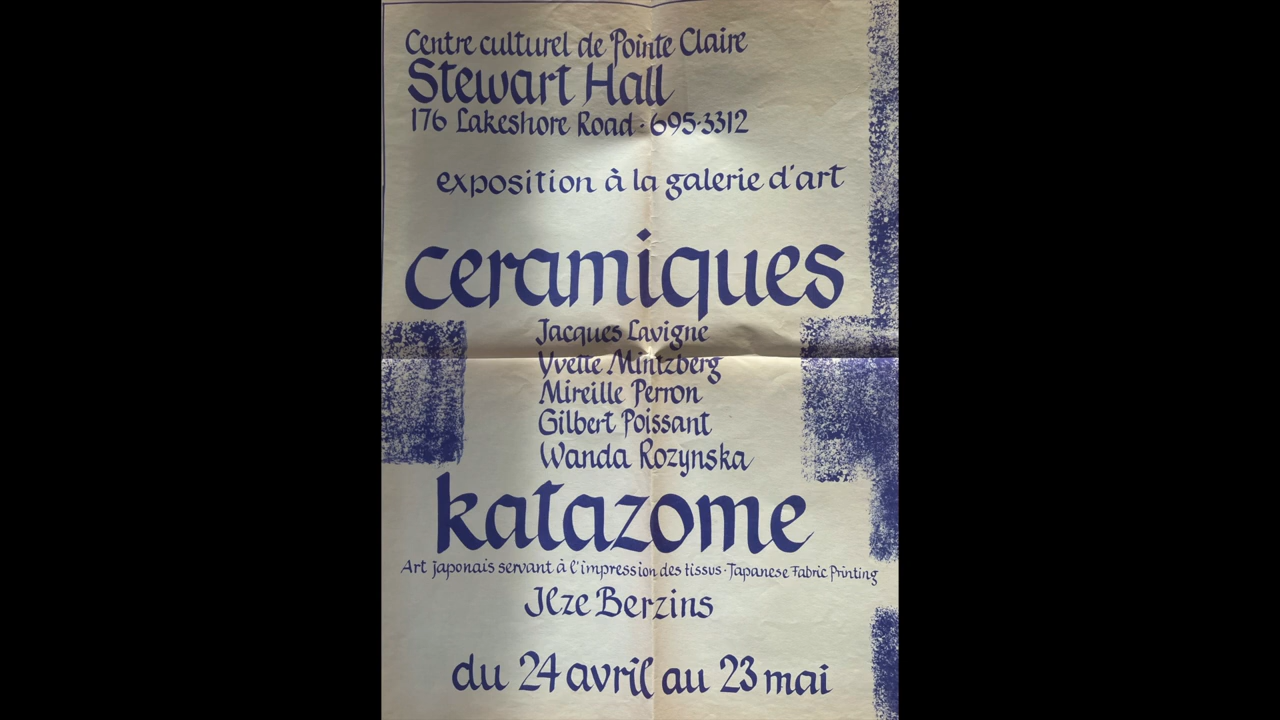 Centre culturel de Pointe Claire
Stewart Hall
176 Lakeshore Road · 695-3312
exposition à la galerie d'art
ceramiques
Jacques Lavigne
Yvette Mintzberg
Mireille Perron
Gilbert Poissant
Wanda Rozynska
katazome
Art japonais servant à l'impression des tissus · Japanese Fabric Printing
Ilze Berzins
du 24 avril au 23 mai